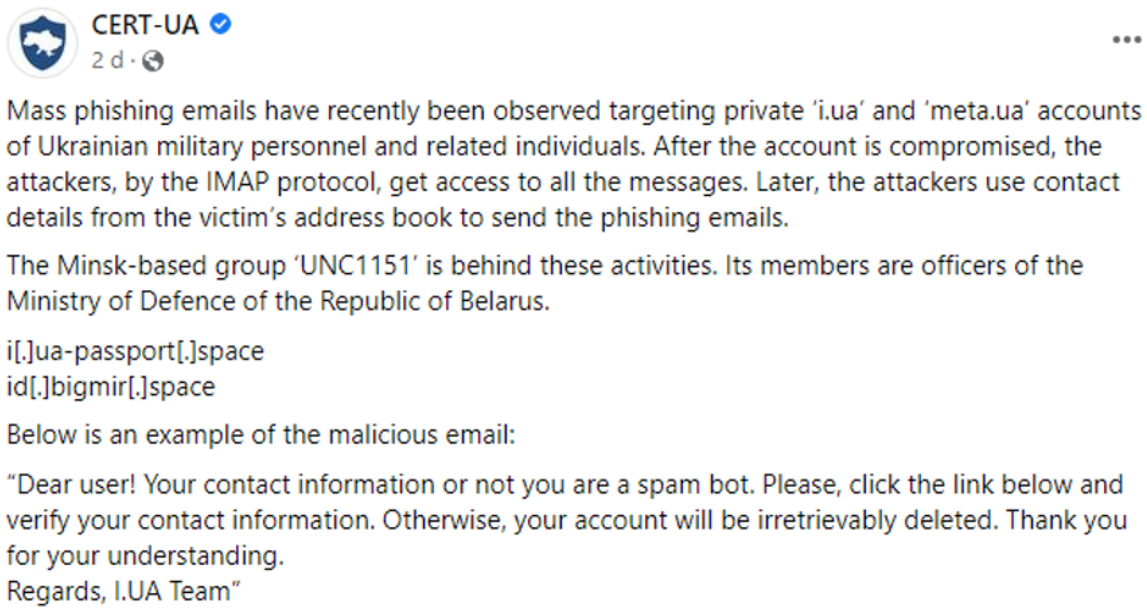 CERT-UA
2 d ·
Mass phishing emails have recently been observed targeting private ‘i.ua’ and ‘meta.ua’ accounts
of Ukrainian military personnel and related individuals. After the account is compromised, the
attackers, by the IMAP protocol, get access to all the messages. Later, the attackers use contact
details from the victim’s address book to send the phishing emails.
The Minsk-based group ‘UNC1151’ is behind these activities. Its members are officers of the
Ministry of Defence of the Republic of Belarus.
i[.]ua-passport[.]space
id[.]bigmir[.]space
Below is an example of the malicious email:
“Dear user! Your contact information or not you are a spam bot. Please, click the link below and
verify your contact information. Otherwise, your account will be irretrievably deleted. Thank you
for your understanding.
Regards, I.UA Team”